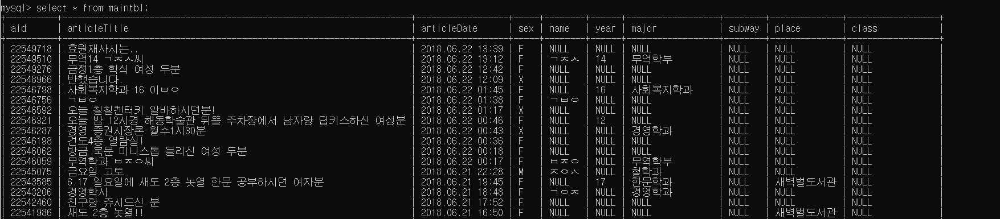 mysql> select * from maintbl;
| aid | articleTitle | articleDate | sex | name | year | major | subway | place | class |
| 22549718 | 효원재사시는.. | 2018.06.22 13:39 | F | NULL | NULL | NULL | NULL | NULL | NULL |
| 22549510 | 무역14 ㄱㅈㅅ씨 | 2018.06.22 13:12 | F | ㄱㅈㅅ | 14 | 무역학부 | NULL | NULL | NULL |
| 22549276 | 금정1층 학식 여성 두분 | 2018.06.22 12:42 | F | NULL | NULL | NULL | NULL | NULL | NULL |
| 22548966 | 반했습니다. | 2018.06.22 12:09 | X | NULL | NULL | NULL | NULL | NULL | NULL |
| 22546798 | 사회복지학과 16 이ㅂㅇ | 2018.06.22 01:45 | F | NULL | 16 | 사회복지학과 | NULL | NULL | NULL |
| 22546756 | ㄱㅂㅇ | 2018.06.22 01:38 | F | ㄱㅂㅇ | NULL | NULL | NULL | NULL | NULL |
| 22546592 | 오늘 칠칠켄터키 알바하시던분! | 2018.06.22 01:17 | X | NULL | NULL | NULL | NULL | NULL | NULL |
| 22546321 | 오늘 밤 12시경 해동학술관 뒤뜰 주차장에서 남자랑 딥키스하신 여성분 | 2018.06.22 00:46 | F | NULL | 12 | NULL | NULL | NULL | NULL |
| 22546287 | 경영 증권시장론 월수1시30분 | 2018.06.22 00:43 | X | NULL | NULL | 경영학과 | NULL | NULL | NULL |
| 22546198 | 건도4층 열람실! | 2018.06.22 00:36 | F | NULL | NULL | NULL | NULL | NULL | NULL |
| 22546062 | 방금 북문 미니스톱 들리신 여성 두분 | 2018.06.22 00:18 | F | NULL | NULL | NULL | NULL | NULL | NULL |
| 22546059 | 무역학과 ㅂㅈㅇ씨 | 2018.06.22 00:17 | F | ㅂㅈㅇ | NULL | 무역학부 | NULL | NULL | NULL |
| 22545075 | 금요일 고토 | 2018.06.21 22:28 | M | ㅈㅇㅅ | NULL | 철학과 | NULL | NULL | NULL |
| 22543585 | 6.17 일요일에 새도 2층 놋열 한문 공부하시던 여자분 | 2018.06.21 19:45 | F | NULL | 17 | 한문학과 | NULL | 새벽벌도서관 | NULL |
| 22543206 | 경영학사 | 2018.06.21 18:48 | F | ㄱㅇㅈ | NULL | 경영학과 | NULL | NULL | NULL |
| 22542460 | 친구랑 쥬시드신 분 | 2018.06.21 17:52 | F | NULL | NULL | NULL | NULL | NULL | NULL |
| 22541986 | 새도 2층 놋열!! | 2018.06.21 16:50 | F | NULL | NULL | NULL | NULL | 새벽벌도서관 | NULL |